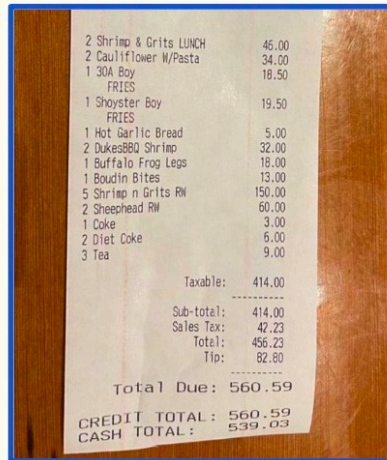 2 Shrimp & Grits LUNCH 46.00
2 Cauliflower W/Pasta 34.00
1 30A Boy 18.50
FRIES
1 Shoyster Boy 19.50
FRIES
1 Hot Garlic Bread 5.00
2 DukesBBQ Shrimp 32.00
1 Buffalo Frog Legs 18.00
1 Boudin Bites 13.00
5 Shrimp n Grits RW 150.00
2 Sheephead RW 60.00
1 Coke 3.00
2 Diet Coke 6.00
3 Tea 9.00
Taxable: 414.00
Sub-total: 414.00
Sales Tax: 42.23
Total: 456.23
Tip: 82.80
Total Due: 560.59
CREDIT TOTAL: 560.59
CASH TOTAL: 539.03